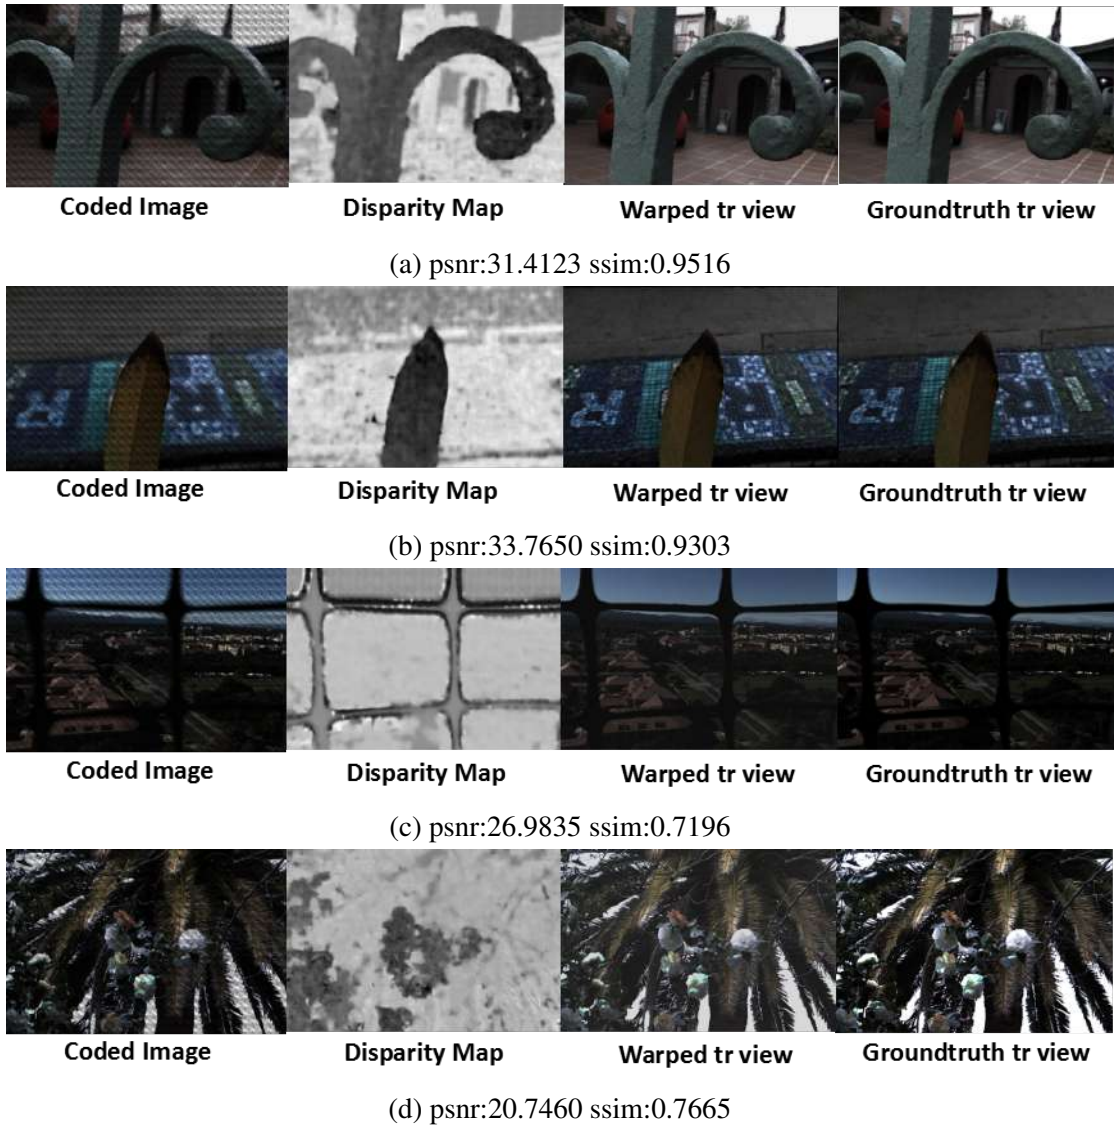 Coded Image Disparity Map Warped tr view Groundtruth tr view
(a) psnr:31.4123 ssim:0.9516
Coded Image Disparity Map Warped tr view Groundtruth tr view
(b) psnr:33.7650 ssim:0.9303
Coded Image Disparity Map Warped tr view Groundtruth tr view
(c) psnr:26.9835 ssim:0.7196
Coded Image Disparity Map Warped tr view Groundtruth tr view
(d) psnr:20.7460 ssim:0.7665